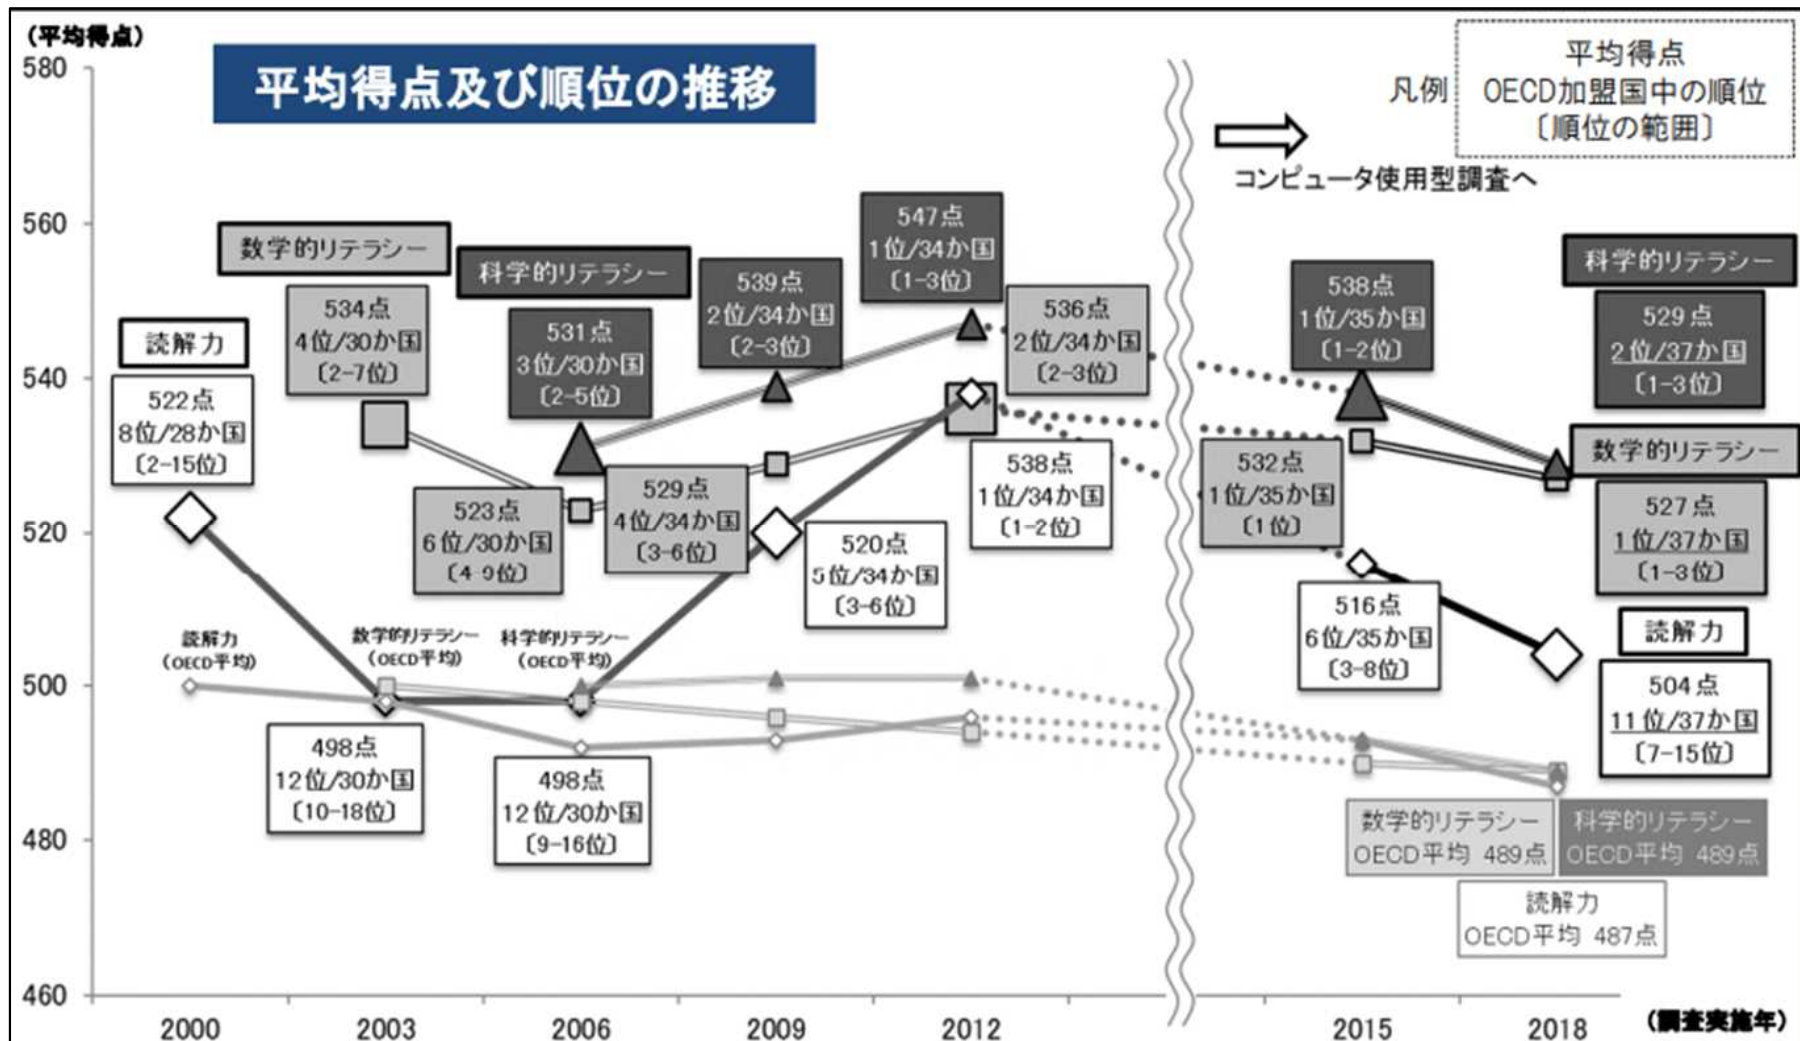 (平均得点)
平均得点及び順位の推移
凡例
平均得点
OECD加盟国中の順位
〔順位の範囲〕
コンピュータ使用型調査へ
580
560
540
520
500
480
460
読解力
522点
8位/28か国
〔2-15位〕
数学的リテラシー
534点
4位/30か国
〔2-7位〕
科学的リテラシー
531点
3位/30か国
〔2-5位〕
539点
2位/34か国
〔2-3位〕
547点
1位/34か国
〔1-3位〕
536点
2位/34か国
〔2-3位〕
523点
6位/30か国
〔4-9位〕
529点
4位/34か国
〔3-6位〕
520点
5位/34か国
〔3-6位〕
538点
1位/34か国
〔1-2位〕
498点
12位/30か国
〔10-18位〕
498点
12位/30か国
〔9-16位〕
読解力
(OECD平均)
数学的リテラシー
(OECD平均)
科学的リテラシー
(OECD平均)
538点
1位/35か国
〔1-2位〕
532点
1位/35か国
〔1位〕
516点
6位/35か国
〔3-8位〕
科学的リテラシー
529点
2位/37か国
〔1-3位〕
数学的リテラシー
527点
1位/37か国
〔1-3位〕
読解力
504点
11位/37か国
〔7-15位〕
数学的リテラシー
OECD平均 489点
科学的リテラシー
OECD平均 489点
読解力
OECD平均 487点
2000
2003
2006
2009
2012
2015
2018
(調査実施年)